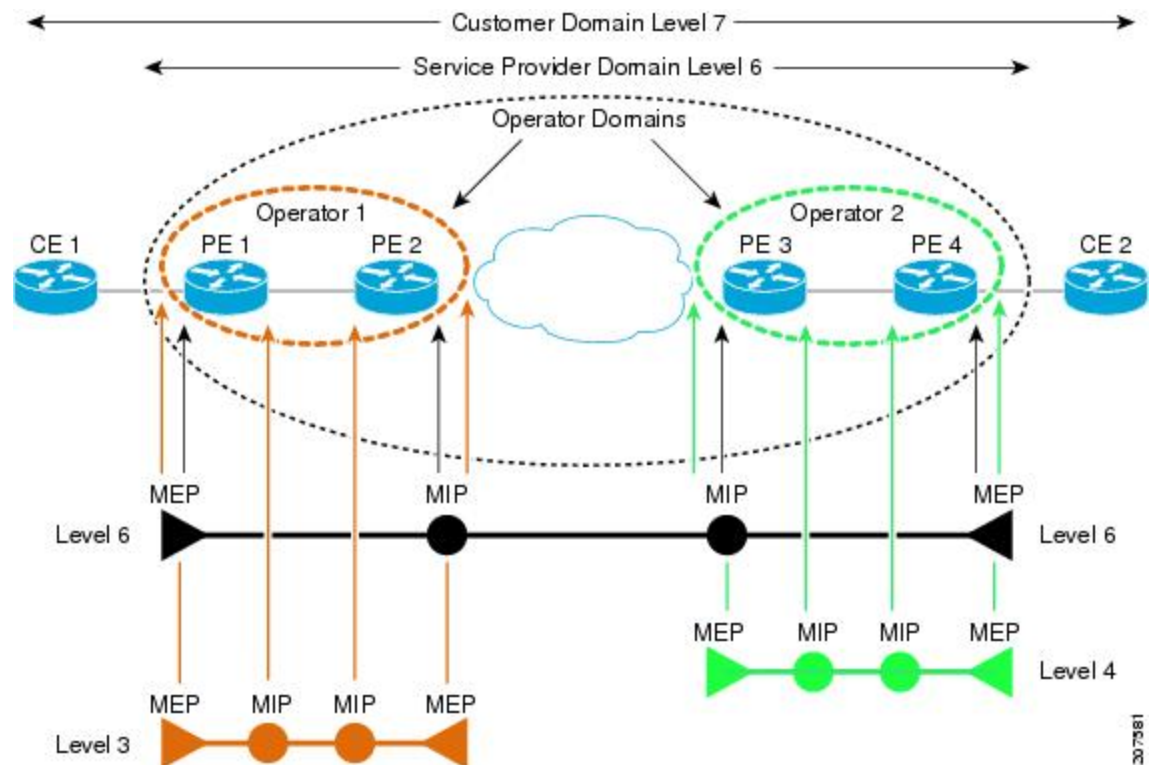 Customer Domain Level 7
Service Provider Domain Level 6
Operator Domains
Operator 1
Operator 2
CE 1
PE 1
PE 2
PE 3
PE 4
CE 2
MEP
MIP
MIP
MEP
Level 6
Level 6
MEP
MIP
MIP
MEP
Level 4
MEP
MIP
MIP
MEP
Level 3
207581